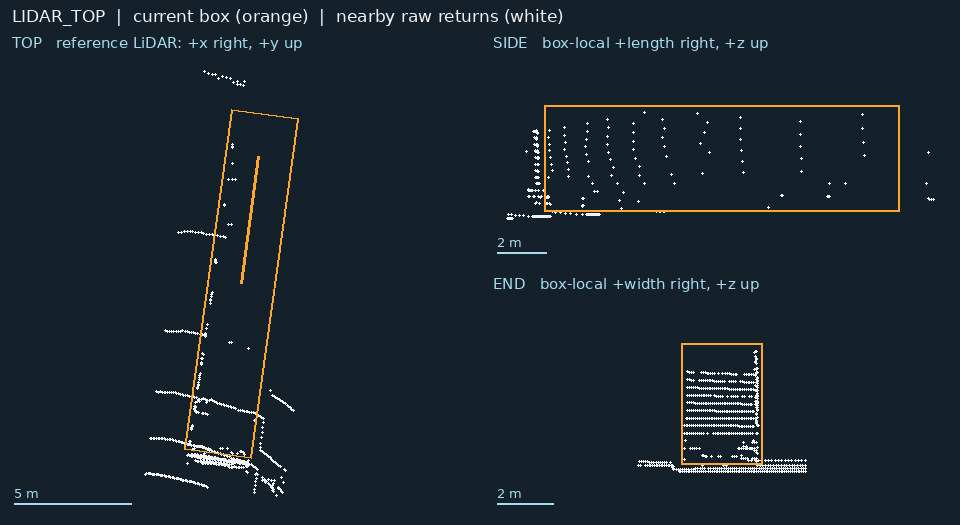 LIDAR_TOP  |  current box (orange)  |  nearby raw returns (white)
TOP   reference LiDAR: +x right, +y up
SIDE   box-local +length right, +z up
2 m
END   box-local +width right, +z up
5 m
2 m